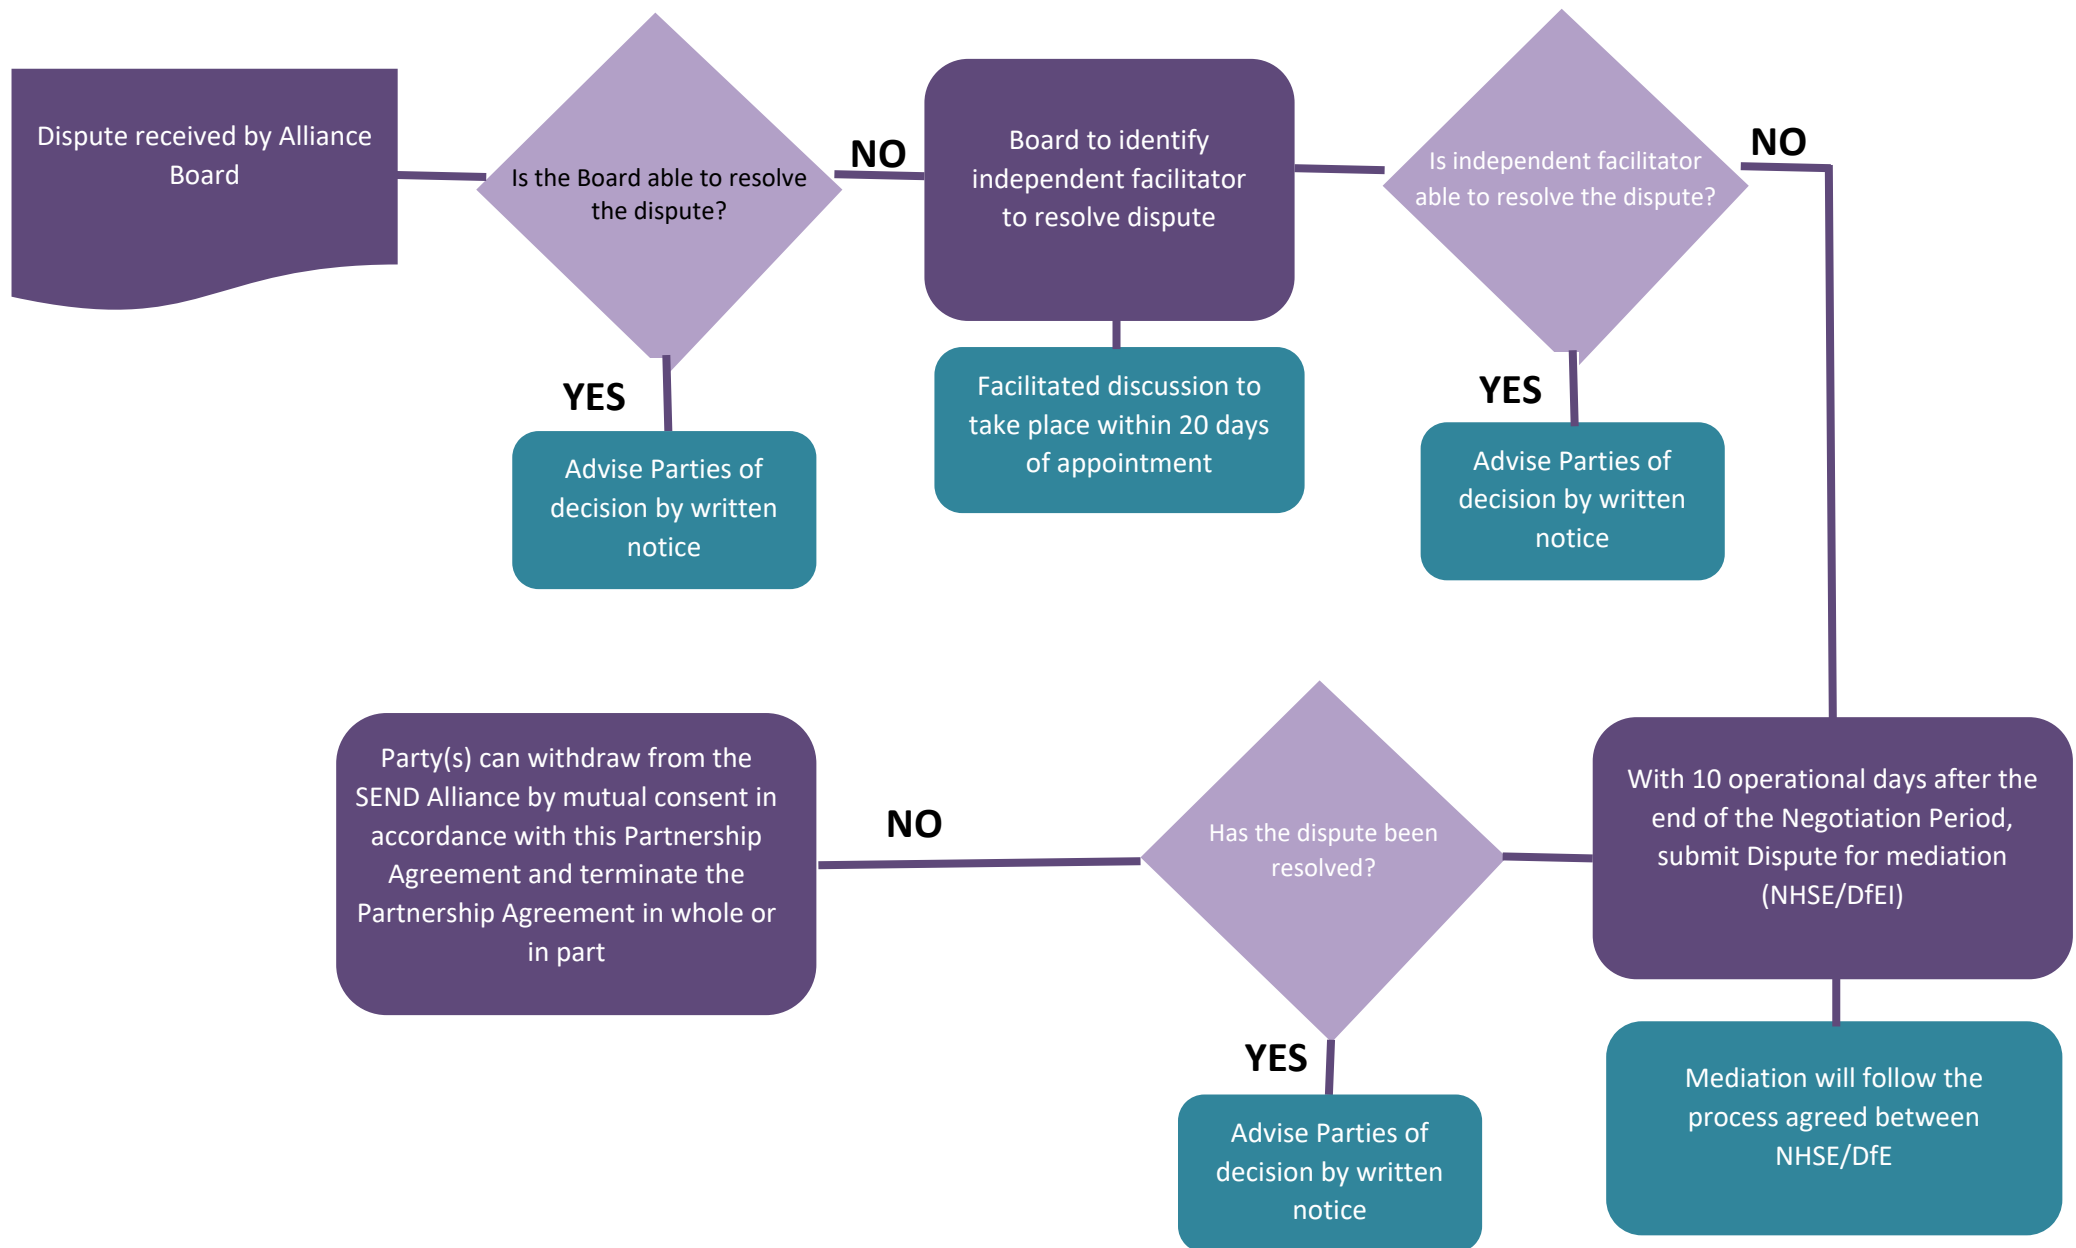 Dispute received by Alliance
Board
Is the Board able to resolve
the dispute?
NO
Board to identify
independent facilitator
to resolve dispute
Is independent facilitator
able to resolve the dispute?
NO
YES
Advise Parties of
decision by written
notice
Facilitated discussion to
take place within 20 days
of appointment
YES
Advise Parties of
decision by written
notice
With 10 operational days after the
end of the Negotiation Period,
submit Dispute for mediation
(NHSE/DfEI)
Mediation will follow the
process agreed between
NHSE/DfE
Has the dispute been
resolved?
YES
Advise Parties of
decision by written
notice
NO
Party(s) can withdraw from the
SEND Alliance by mutual consent in
accordance with this Partnership
Agreement and terminate the
Partnership Agreement in whole or
in part